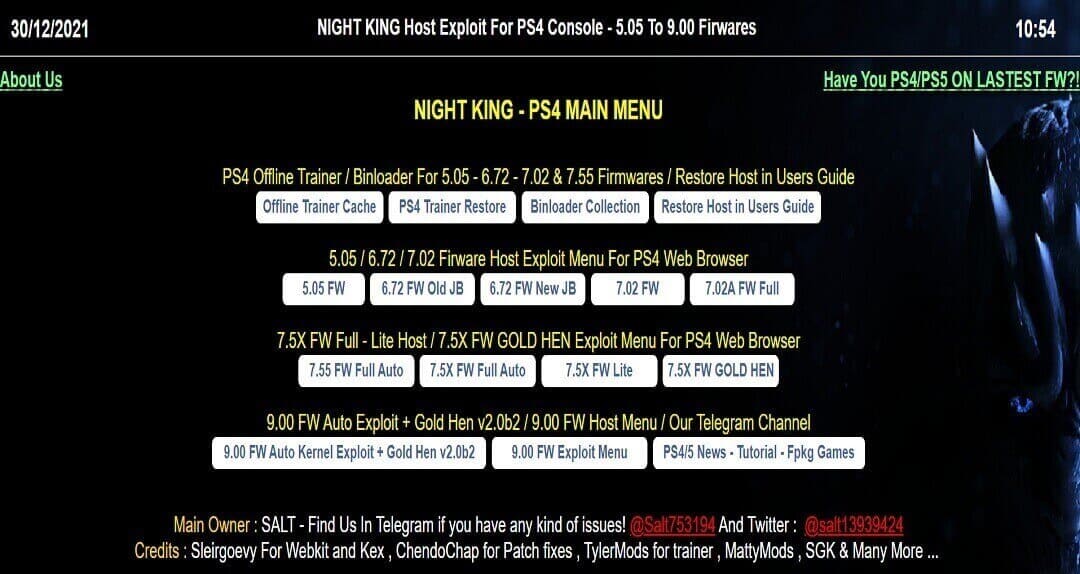 30/12/2021 NIGHT KING Host Exploit For PS4 Console - 5.05 To 9.00 Firwares 10:54
About Us Have You PS4/PS5 ON LASTEST FW?!
NIGHT KING - PS4 MAIN MENU
PS4 Offline Trainer / Binloader For 5.05 - 6.72 - 7.02 & 7.55 Firmwares / Restore Host in Users Guide
Offline Trainer Cache PS4 Trainer Restore Binloader Collection Restore Host in Users Guide
5.05 / 6.72 / 7.02 Firware Host Exploit Menu For PS4 Web Browser
5.05 FW 6.72 FW Old JB 6.72 FW New JB 7.02 FW 7.02A FW Full
7.5X FW Full - Lite Host / 7.5X FW GOLD HEN Exploit Menu For PS4 Web Browser
7.55 FW Full Auto 7.5X FW Full Auto 7.5X FW Lite 7.5X FW GOLD HEN
9.00 FW Auto Exploit + Gold Hen v2.0b2 / 9.00 FW Host Menu / Our Telegram Channel
9.00 FW Auto Kernel Exploit + Gold Hen v2.0b2 9.00 FW Exploit Menu PS4/5 News - Tutorial - Fpkg Games
Main Owner : SALT - Find Us In Telegram if you have any kind of issues! @Salt753194 And Twitter : @salt13939424
Credits : Sleirgoevy For Webkit and Kex , ChendoChap for Patch fixes , TylerMods for trainer , MattyMods , SGK & Many More ...